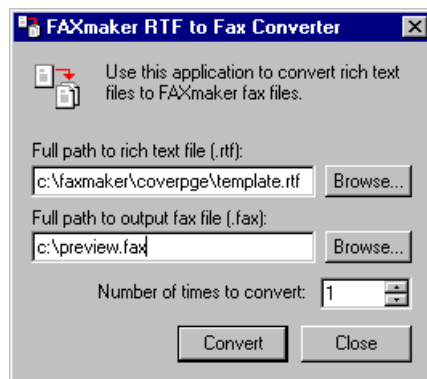 FAXmaker RTF to Fax Converter
Use this application to convert rich text
files to FAXmaker fax files.
Full path to rich text file (.rtf):
c:\faxmaker\coverpge\template.rtf Browse...
Full path to output fax file (.fax):
c:\preview.fax Browse...
Number of times to convert: 1
Convert Close